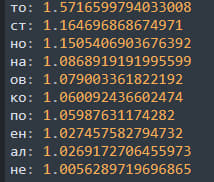 то: 1.5716599794033008
ст: 1.164696868674971
но: 1.1505406903676392
на: 1.0868919191995599
ов: 1.079003361822192
ко: 1.060092436602474
по: 1.05987631174282
ен: 1.027457582794732
ал: 1.0269172706455973
не: 1.0056289719696865